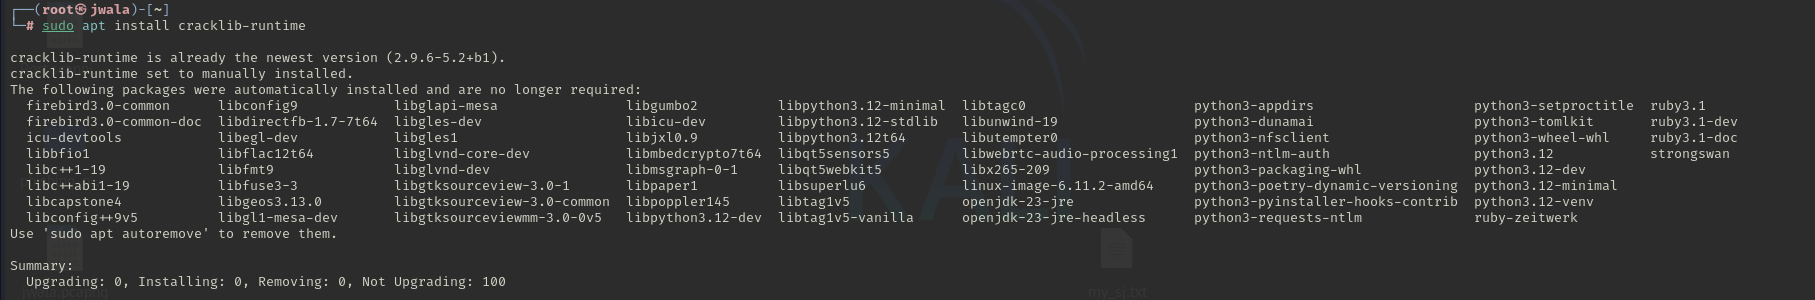 ┌──(root㉿jwala)-[~]
└─# sudo apt install cracklib-runtime
cracklib-runtime is already the newest version (2.9.6-5.2+b1).
cracklib-runtime set to manually installed.
The following packages were automatically installed and are no longer required:
firebird3.0-common libconfig9 libglapi-mesa libgumbo2 libpython3.12-minimal libtagc0 python3-appdirs python3-setproctitle ruby3.1
firebird3.0-common-doc libdirectfb-1.7-7t64 libgles-dev libicu-dev libpython3.12-stdlib libunwind-19 python3-dunamai python3-tomlkit ruby3.1-dev
icu-devtools libegl-dev libgles1 libjxl0.9 libpython3.12t64 libutempter0 python3-nfsclient python3-wheel-whl ruby3.1-doc
libbfio1 libflac12t64 libglvnd-core-dev libmbedcrypto7t64 libqt5sensors5 libwebrtc-audio-processing1 python3-ntlm-auth python3.12 strongswan
libc++1-19 libfmt9 libglvnd-dev libmsgraph-0-1 libqt5webkit5 libx265-209 python3-packaging-whl python3.12-dev
libc++abi1-19 libfuse3-3 libgtksourceview-3.0-1 libpaper1 libsuperlu6 linux-image-6.11.2-amd64 python3-poetry-dynamic-versioning python3.12-minimal
libcapstone4 libgeos3.13.0 libgtksourceview-3.0-common libpoppler145 libtag1v5 openjdk-23-jre python3-pyinstaller-hooks-contrib python3.12-venv
libconfig++9v5 libgl1-mesa-dev libgtksourceviewmm-3.0-0v5 libpython3.12-dev libtag1v5-vanilla openjdk-23-jre-headless python3-requests-ntlm ruby-zeitwerk
Use 'sudo apt autoremove' to remove them.
Summary:
Upgrading: 0, Installing: 0, Removing: 0, Not Upgrading: 100
KALI
my_sj.txt